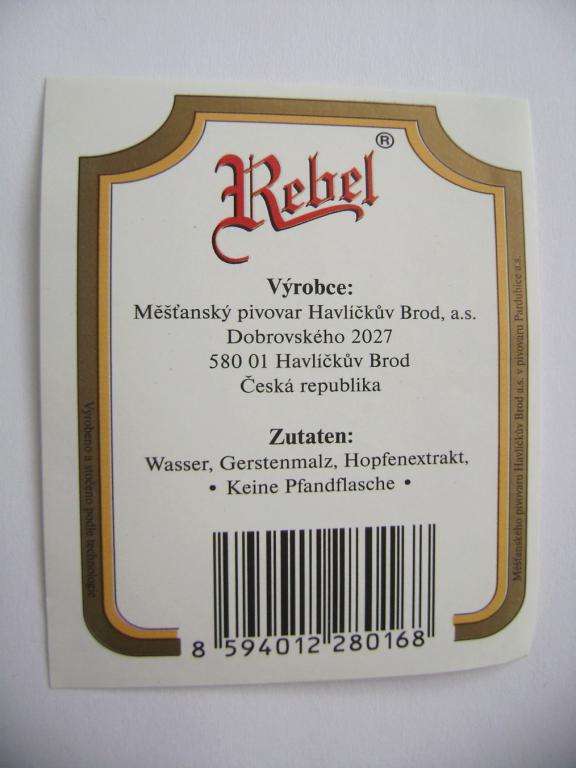 Rebel®
Výrobce:
Měšťanský pivovar Havlíčkův Brod, a.s.
Dobrovského 2027
580 01 Havlíčkův Brod
Česká republika
Zutaten:
Wasser, Gerstenmalz, Hopfenextrakt,
• Keine Pfandflasche •
8 594012 280168
Vyrobeno a stočeno podle technologie
Měšťanského pivovaru Havlíčkův Brod a.s. v pivovaru Pardubice a.s.